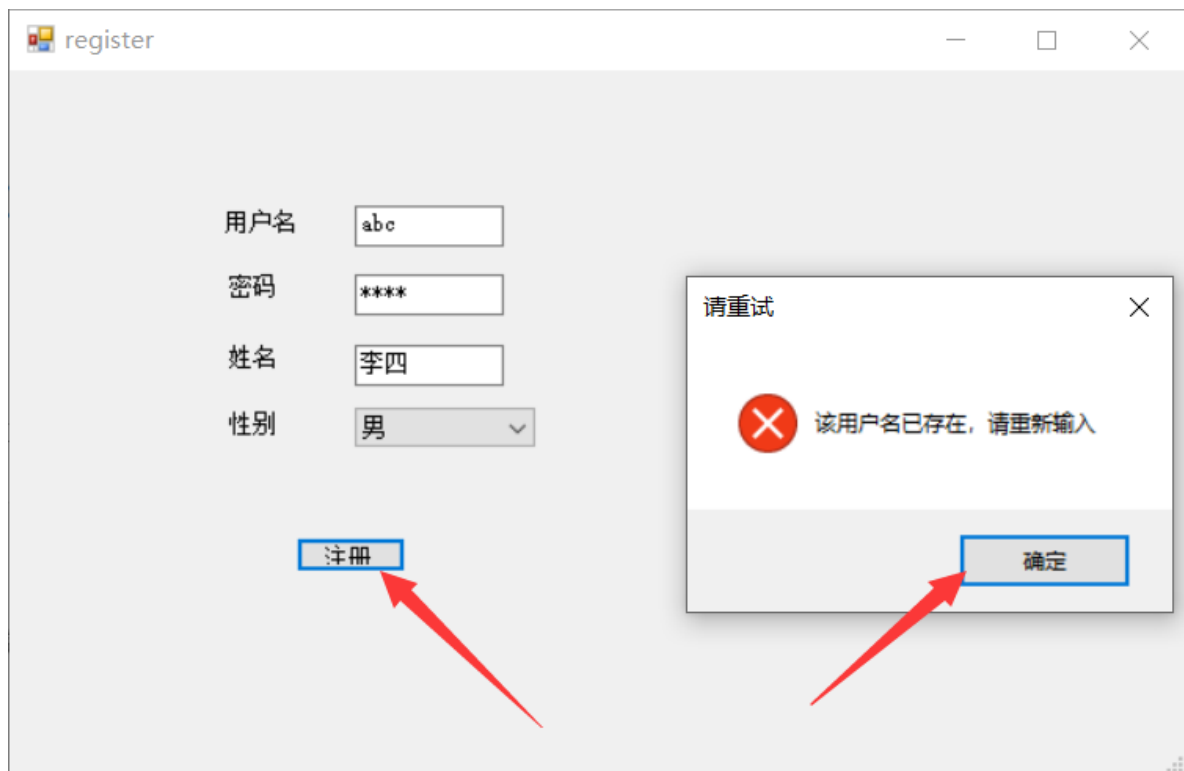 register
用户名
abc
密码
****
姓名
李四
性别
男
注册
请重试
该用户名已存在，请重新输入
确定